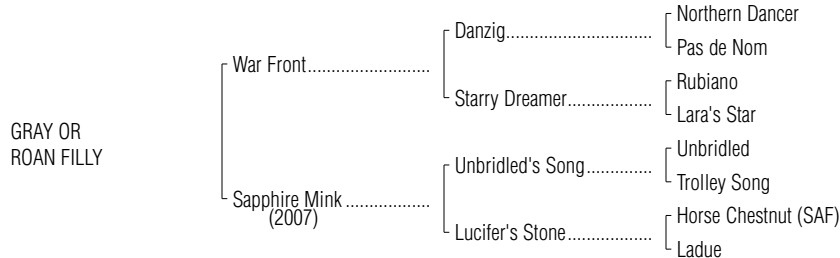 GRAY OR
ROAN FILLY
War Front..........................
Sapphire Mink ..................
(2007)
Danzig...............................
Starry Dreamer..................
Unbridled's Song..............
Lucifer's Stone..................
Northern Dancer
Pas de Nom
Rubiano
Lara's Star
Unbridled
Trolley Song
Horse Chestnut (SAF)
Ladue